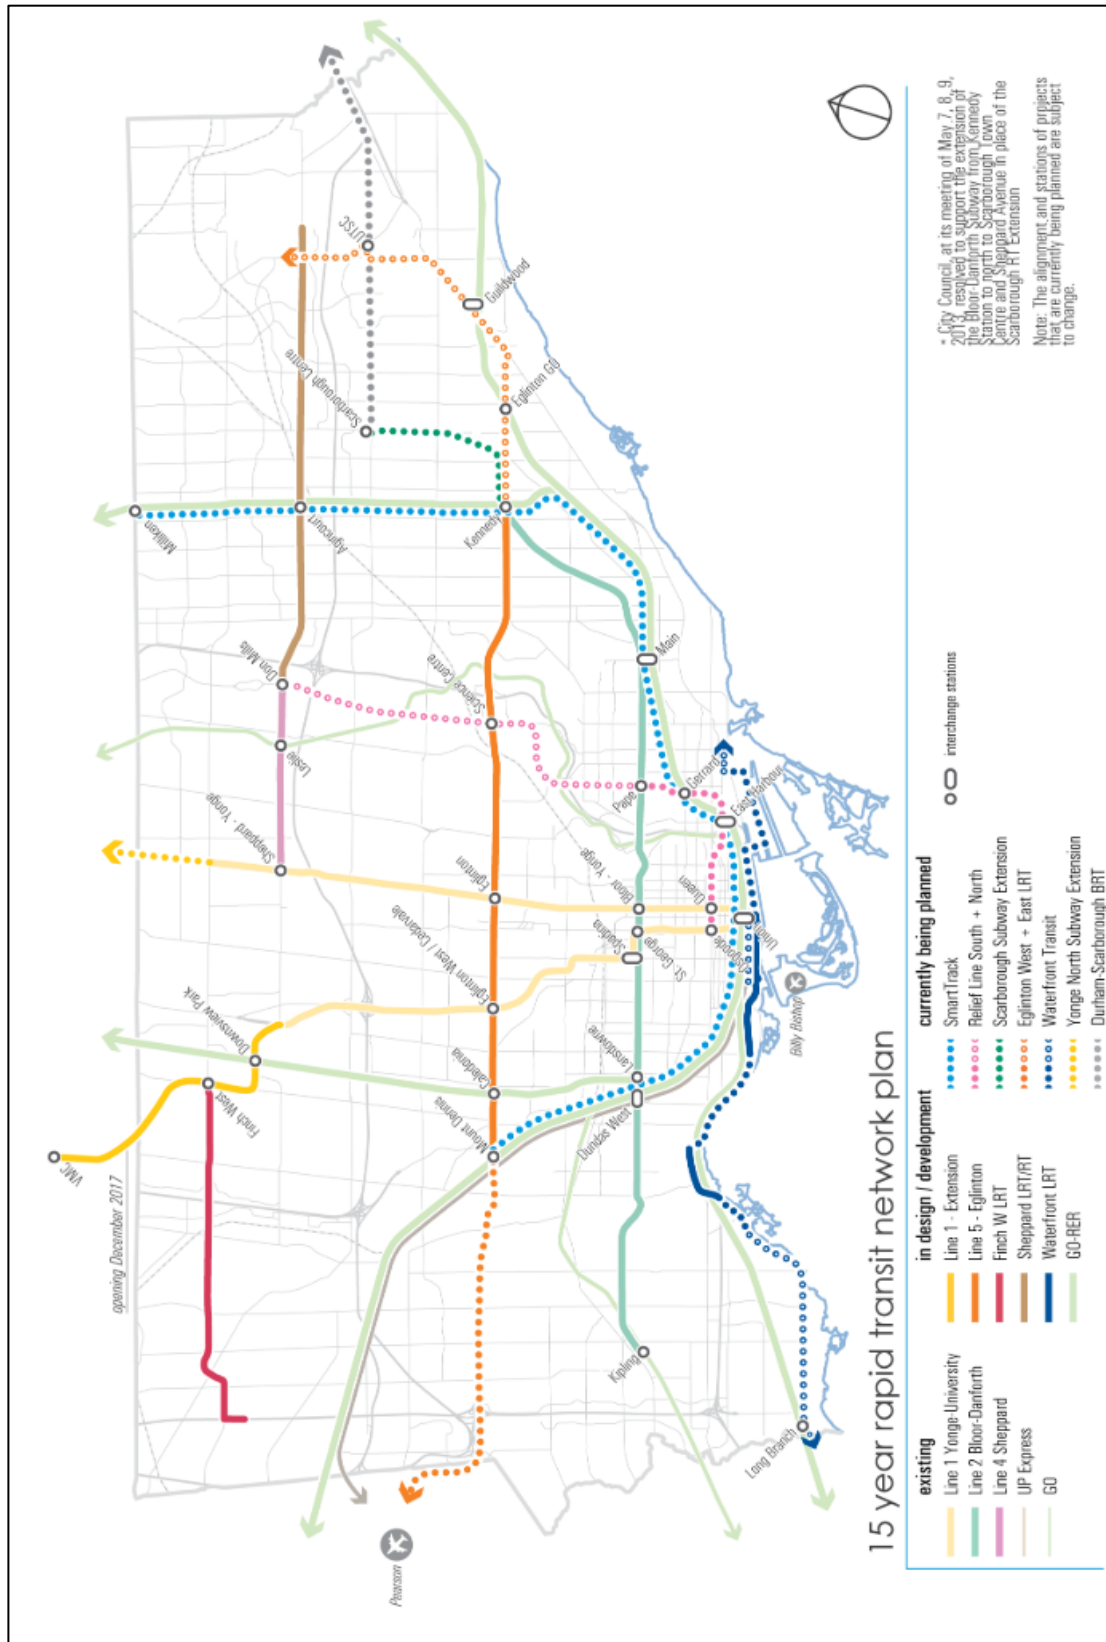 opening December 2017
VMC
Finch West
Downsview Park
Sheppard - Yonge
Leslie
Don Mills
Agincourt
Milliken
Scarborough Centre
UTSC
Guildwood
Eglinton GO
Kennedy
Science Centre
Eglinton
Eglinton West / Cedarvale
Caledonia
Mount Dennis
Pearson
Kipling
Dundas West
Lansdowne
Spadina
St. George
Bloor - Yonge
Pape
Main
Gerrard
East Harbour
Queen
Osgoode
Union
Billy Bishop
Long Branch
15 year rapid transit network plan
existing
Line 1 Yonge-University
Line 2 Bloor-Danforth
Line 4 Sheppard
UP Express
GO
in design / development
Line 1 - Extension
Line 5 - Eglinton
Finch W LRT
Sheppard LRT/RT
Waterfront LRT
GO-RER
currently being planned
SmartTrack
Relief Line South + North
Scarborough Subway Extension
Eglinton West + East LRT
Waterfront Transit
Yonge North Subway Extension
Durham-Scarborough BRT
interchange stations
* City Council, at its meeting of May 7, 8, 9,
2013, resolved to support the extension of
the Bloor-Danforth Subway from Kennedy
Station to north to Scarborough Town
Centre and Sheppard Avenue in place of the
Scarborough RT Extension
Note: The alignment and stations of projects
that are currently being planned are subject
to change.